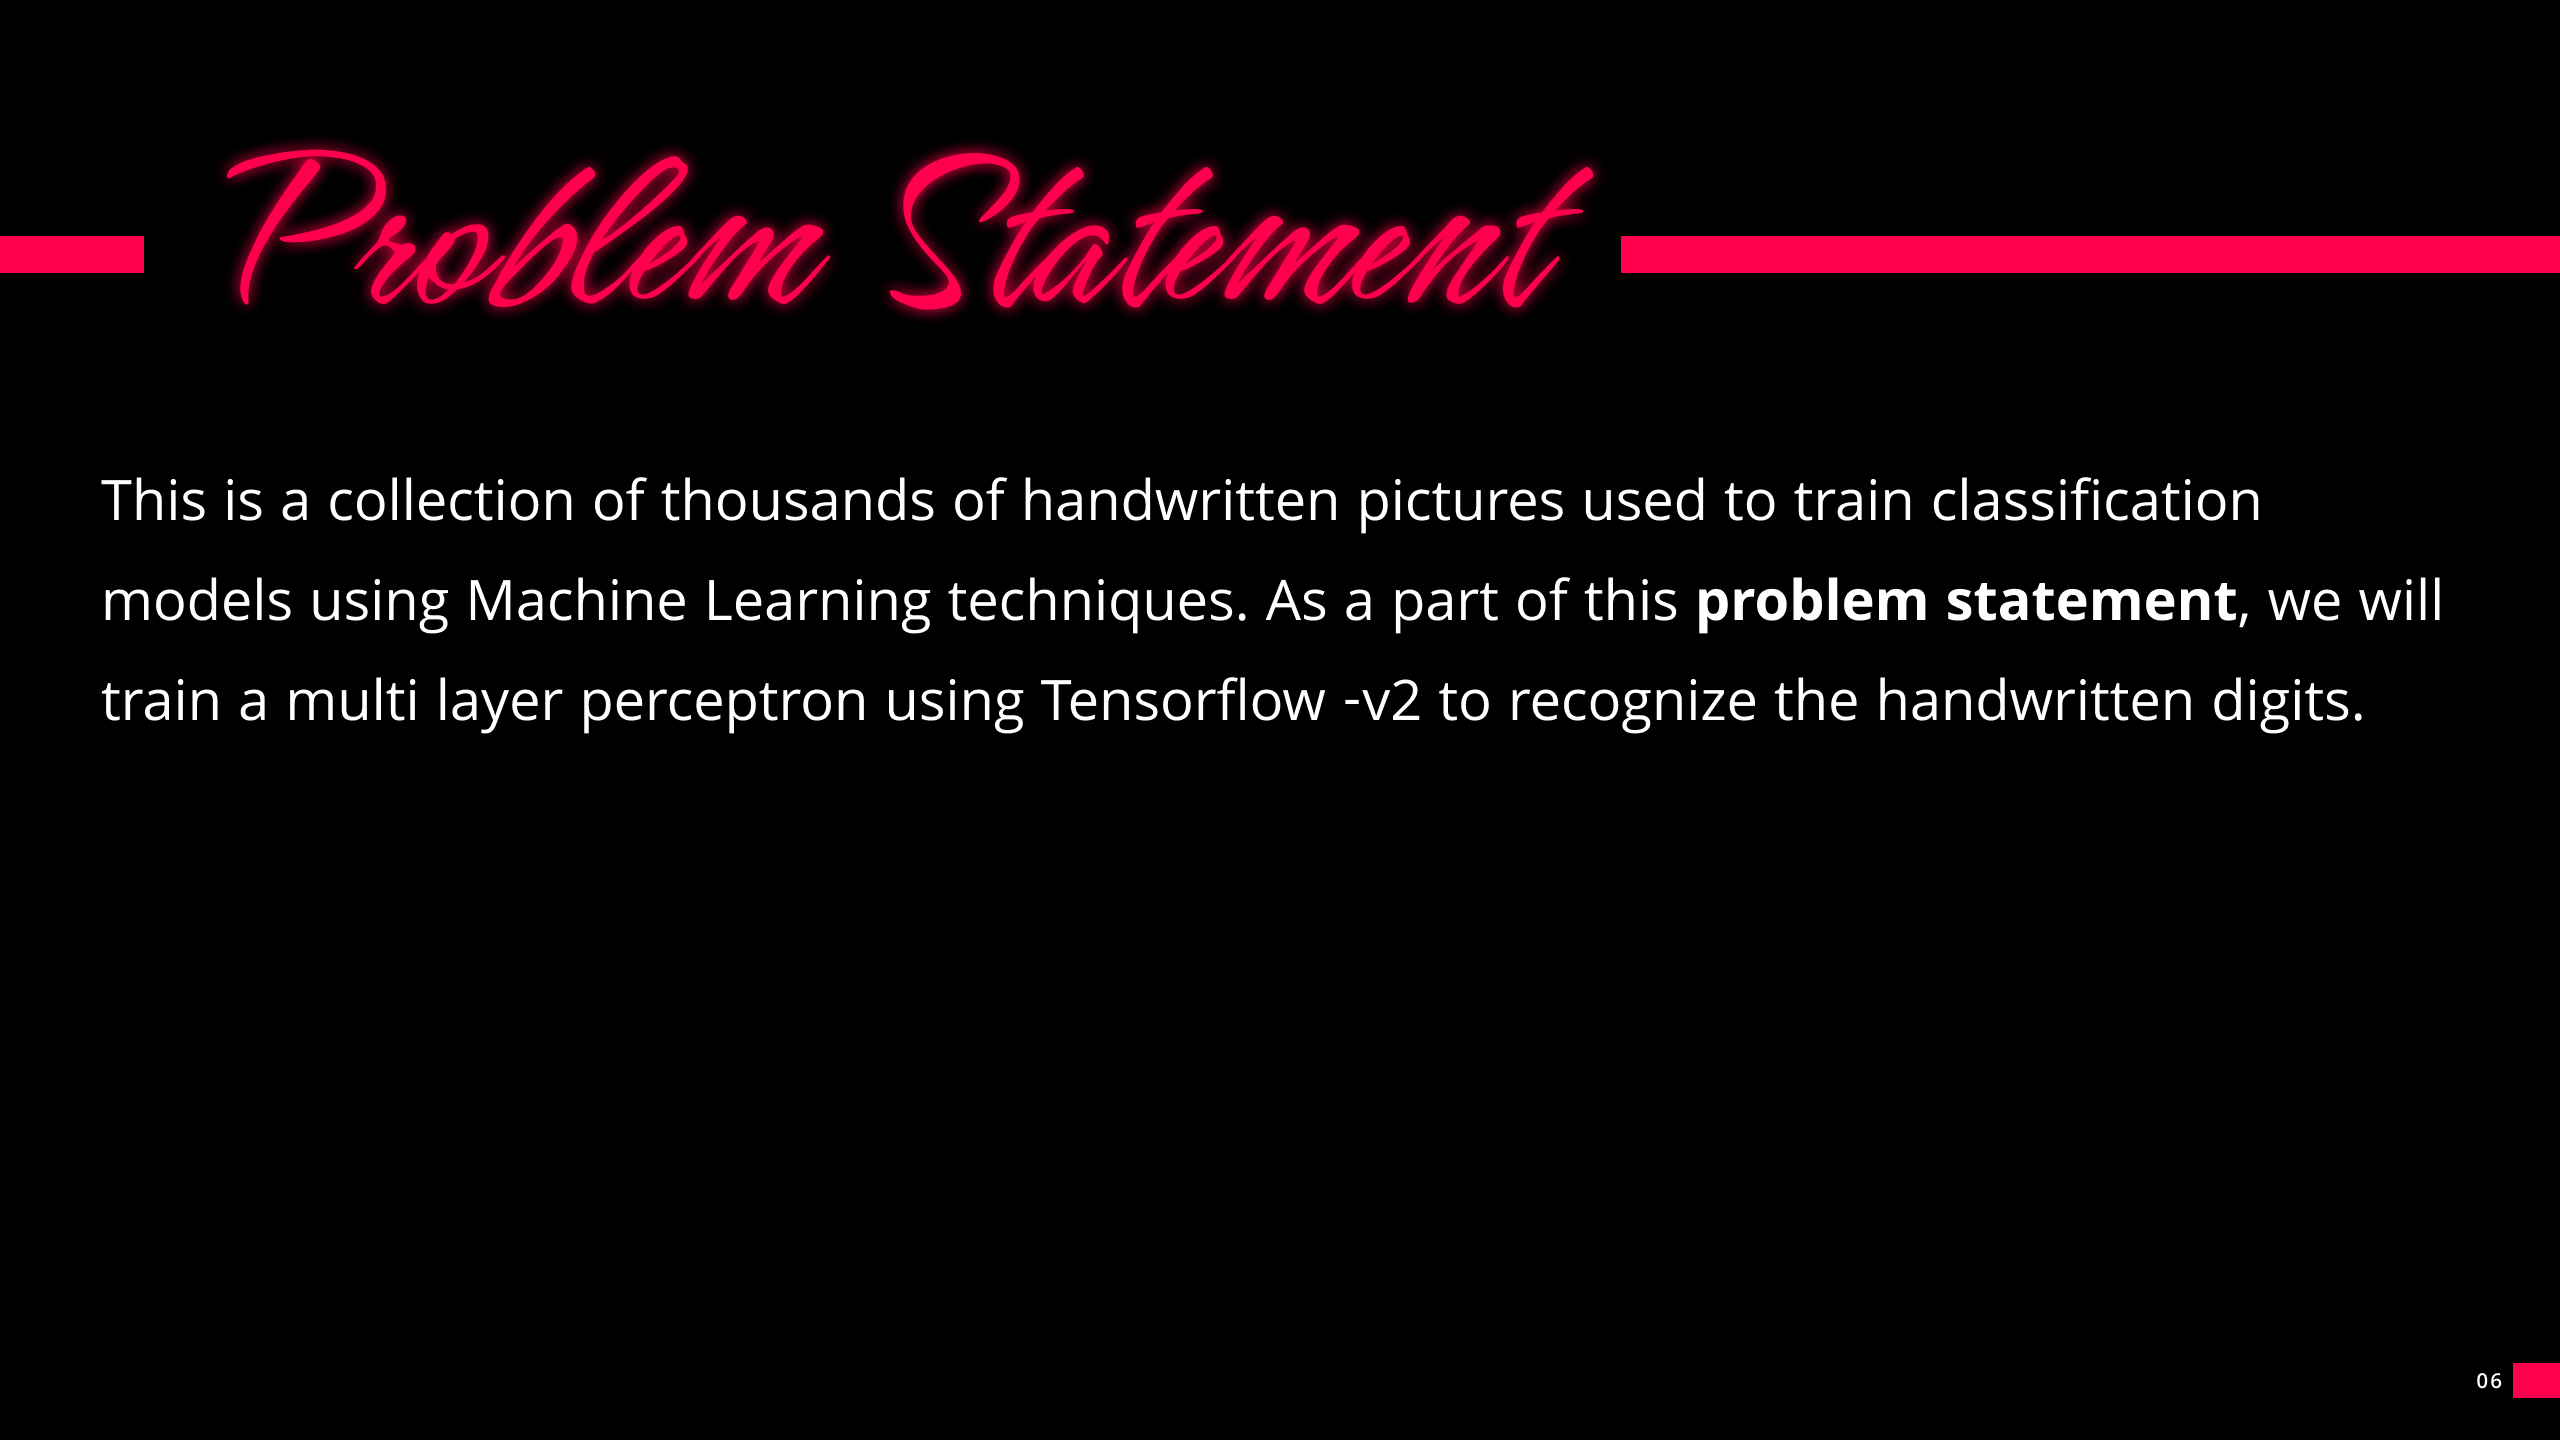 Problem Statement
This is a collection of thousands of handwritten pictures used to train classification
models using Machine Learning techniques. As a part of this problem statement, we will
train a multi layer perceptron using Tensorflow -v2 to recognize the handwritten digits.
06